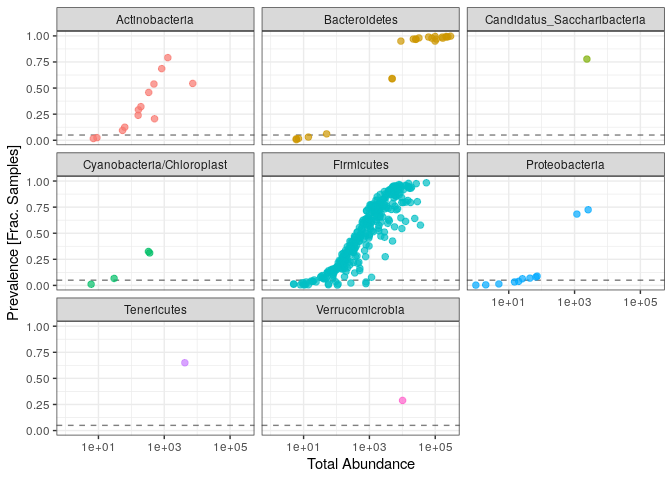 Actinobacteria Bacteroidetes Candidatus_Saccharibacteria
1.00
0.75
0.50
0.25
0.00
Cyanobacteria/Chloroplast Firmicutes Proteobacteria
1.00
0.75
0.50
0.25
0.00
1e+01 1e+03 1e+05
Tenericutes Verrucomicrobia
1.00
0.75
0.50
0.25
0.00
1e+01 1e+03 1e+05 1e+01 1e+03 1e+05
Total Abundance
Prevalence [Frac. Samples]